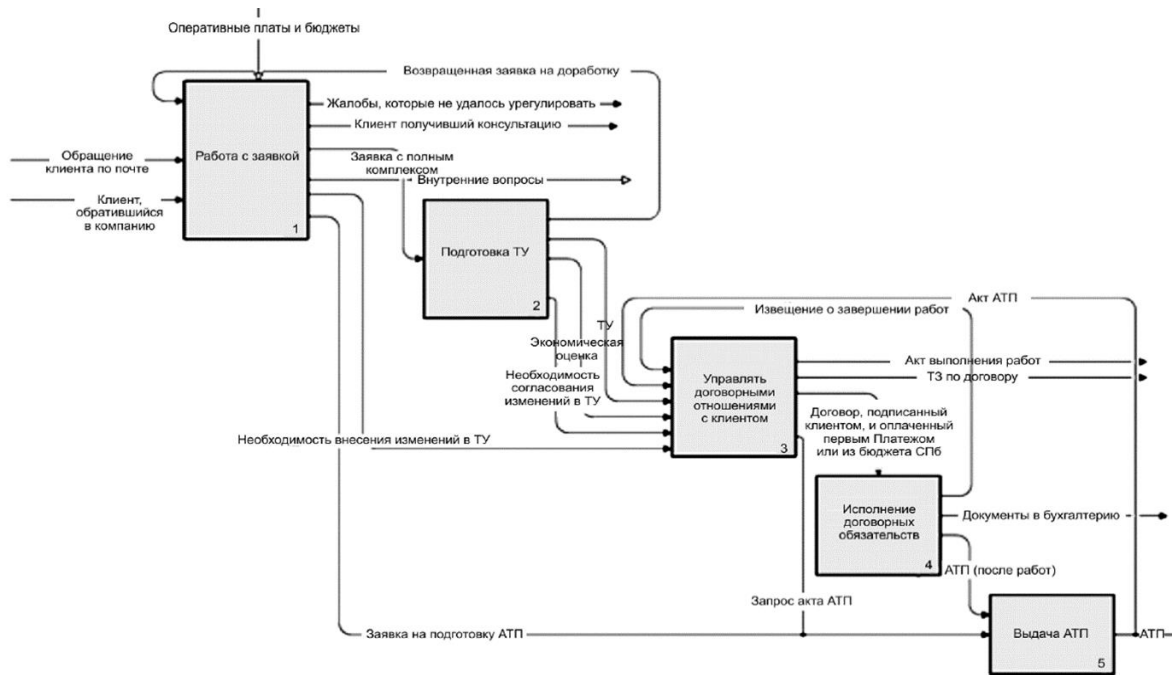 Оперативные платы и бюджеты
Возвращенная заявка на доработку
Жалобы, которые не удалось урегулировать
Клиент получивший консультацию
Обращение
клиента по почте
Работа с заявкой
Заявка с полным
комплексом
Внутренние вопросы
Клиент,
обратившийся
в компанию
1
Подготовка ТУ
2
Акт АТП
Извещение о завершении работ
ТУ
Экономическая
оценка
Необходимость
согласования
изменений в ТУ
Управлять
договорными
отношениями
с клиентом
3
Акт выполнения работ
ТЗ по договору
Договор, подписанный
клиентом, и оплаченный
первым Платежом
или из бюджета СПб
Необходимость внесения изменений в ТУ
Исполнение
договорных
обязательств
4
Документы в бухгалтерию
АТП (после работ)
Запрос акта АТП
Заявка на подготовку АТП
Выдача АТП
5
АТП